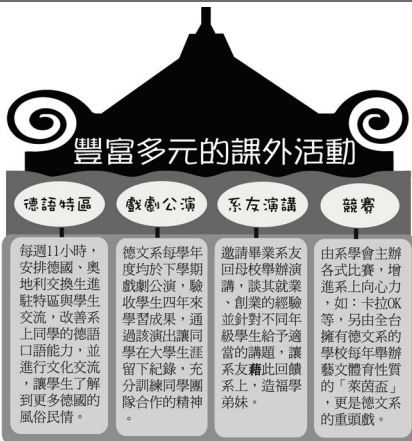 豐富多元的課外活動
德語特區
每週11小時，
安排德國、奧
地利交換生進
駐特區與學生
交流，改善系
上同學的德語
口語能力，並
進行文化交流
，讓學生了解
到更多德國的
風俗民情。
戲劇公演
德文系每學年
度均於下學期
戲劇公演，驗
收學生四年來
學習成果，通
過該演出讓同
學在大學生涯
留下紀錄，充
分訓練同學團
隊合作的精神
。
系友演講
邀請畢業系友
回母校舉辦演
講，談其就業
、創業的經驗
並針對不同年
級學生給予適
當的講題，讓
系友藉此回饋
系上，造福學
弟妹。
競賽
由系學會主辦
各式比賽，增
進系上向心力
，如：卡拉OK
等，另由全台
擁有德文系的
學校每年舉辦
藝文體育性質
的「萊茵盃」
，更是德文系
的重頭戲。